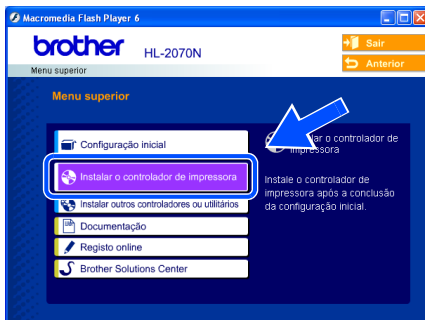 Macromedia Flash Player 6
brother HL-2070N
Sair
Menu superior
Anterior
Menu superior
Configuração inicial
Instalar o controlador de impressora
Instalar outros controladores ou utilitários
Documentação
Registo online
Brother Solutions Center
o controlador de
impressora
Instale o controlador de
impressora após a conclusão
da configuração inicial.